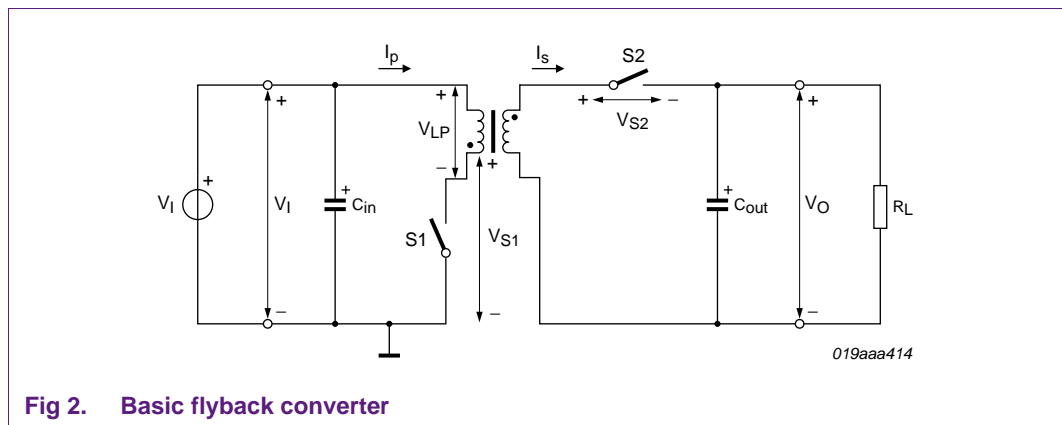 Ip
Is
S2
+
+
+
−
+
VLP
VS2
−
+
+
+
+
VI
VI
Cin
S1
VS1
Cout
VO
RL
−
−
−
019aaa414
Fig 2. Basic flyback converter